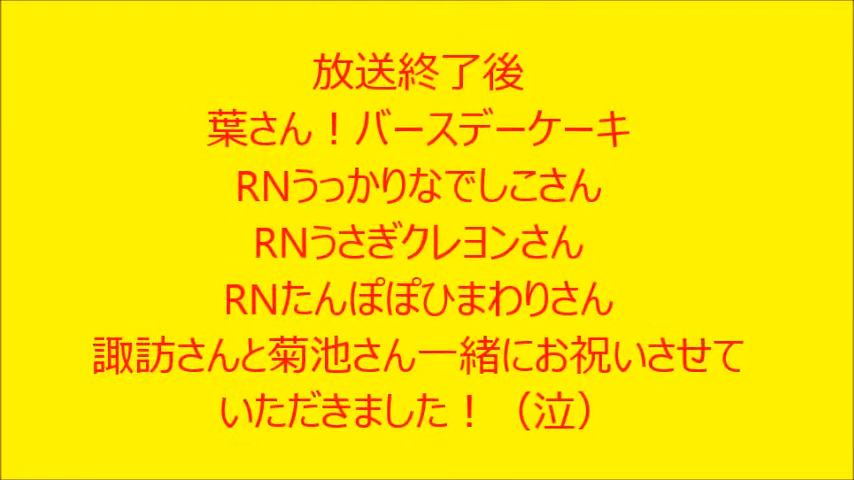 放送終了後
葉さん！バースデーケーキ
RNうっかりなでしこさん
RNうさぎクレヨンさん
RNたんぽぽひまわりさん
諏訪さんと菊池さん一緒にお祝いさせて
いただきました！（泣）